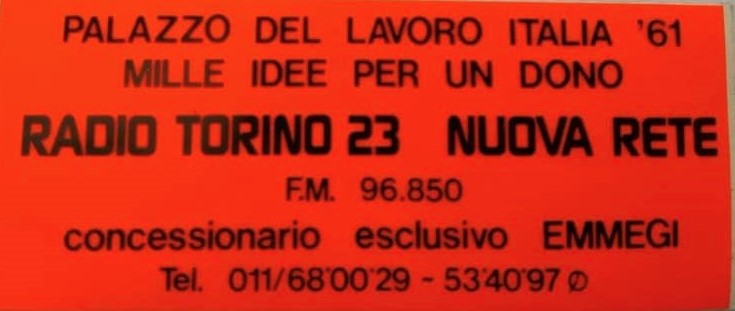 PALAZZO DEL LAVORO ITALIA '61
MILLE IDEE PER UN DONO
RADIO TORINO 23 NUOVA RETE
F.M. 96.850
concessionario esclusivo EMMEGI
Tel. 011/68'00'29 ~ 53'40'97